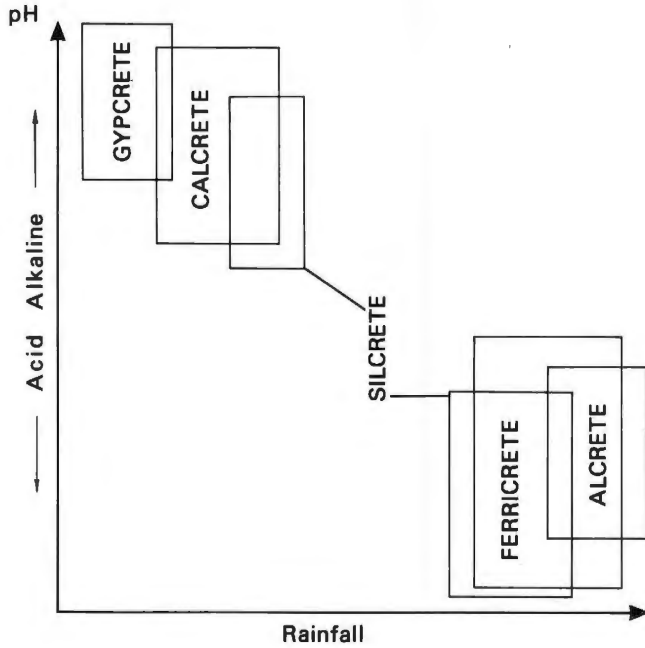 pH
GYPCRETE
CALCRETE
SILCRETE
FERRICRETE
ALCRETE
Acid Alkaline
Rainfall